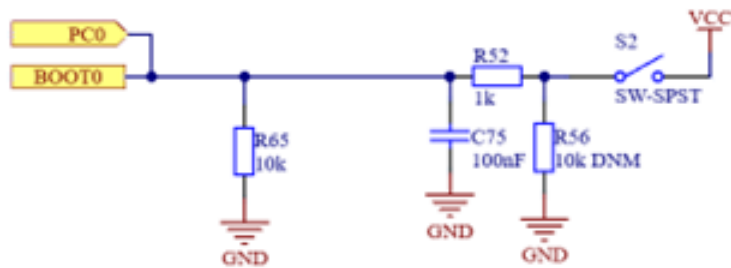 VCC
PC0
S2
R52
BOOT0
1k
SW-SPST
R65
10k
C75
100nF
R56
10k DNM
GND
GND
GND